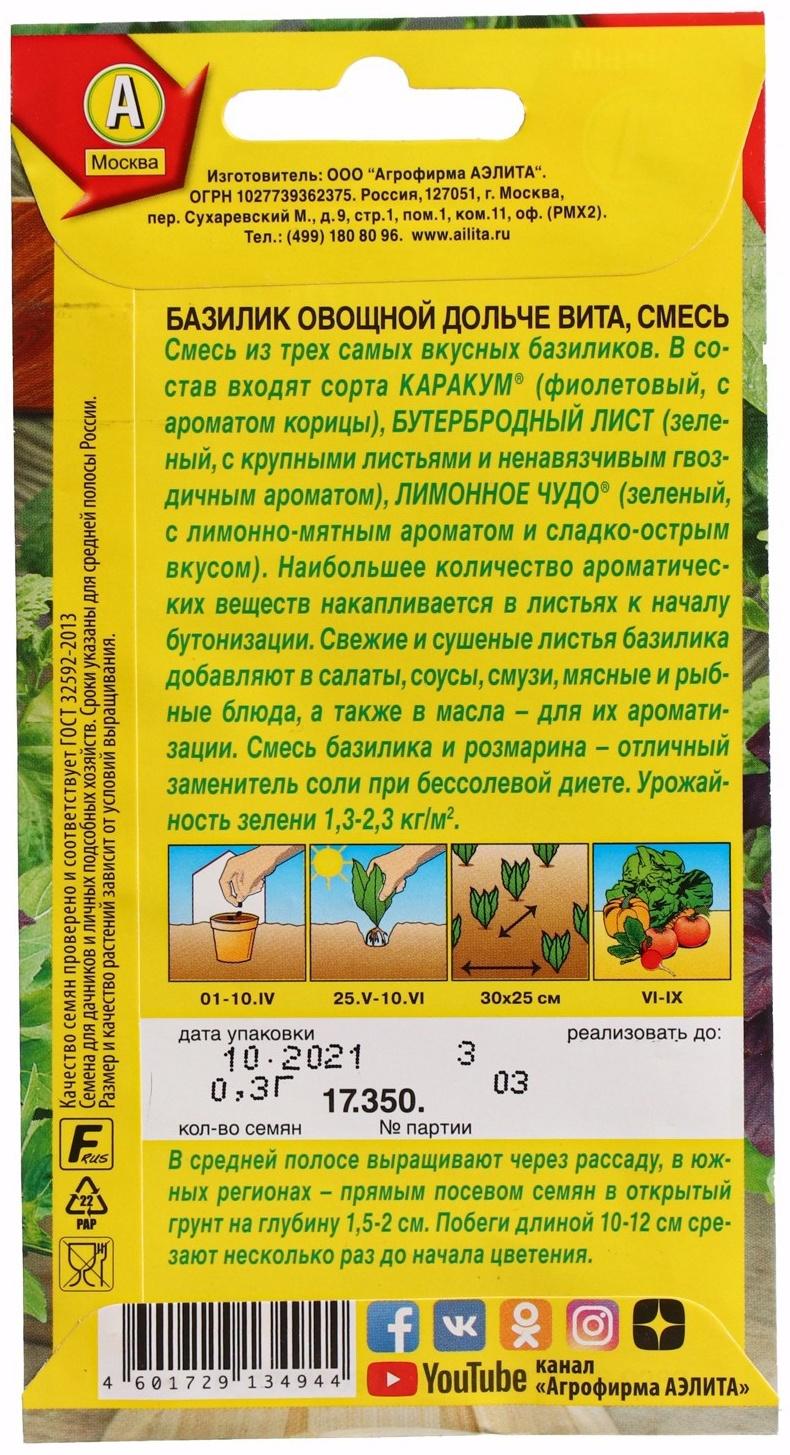 А
Москва
Изготовитель: ООО “Агрофирма АЭЛИТА“.
ОГРН 1027739362375. Россия, 127051, г. Москва,
пер. Сухаревский М., д.9, стр.1, пом.1, ком.11, оф. (РМХ2).
Тел.: (499) 180 80 96. www.ailita.ru
БАЗИЛИК ОВОЩНОЙ ДОЛЬЧЕ ВИТА, СМЕСЬ
Смесь из трех самых вкусных базиликов. В со-
став входят сорта КАРАКУМ® (фиолетовый, с
ароматом корицы), БУТЕРБРОДНЫЙ ЛИСТ (зеле-
ный, с крупными листьями и ненавязчивым гвоз-
дичным ароматом), ЛИМОННОЕ ЧУДО® (зеленый,
с лимонно-мятным ароматом и сладко-острым
вкусом). Наибольшее количество ароматичес-
ких веществ накапливается в листьях к началу
бутонизации. Свежие и сушеные листья базилика
добавляют в салаты, соусы, смузи, мясные и рыб-
ные блюда, а также в масла – для их аромати-
зации. Смесь базилика и розмарина – отличный
заменитель соли при бессолевой диете. Урожай-
ность зелени 1,3-2,3 кг/м².
01-10.IV 25.V-10.VI 30х25 см VI-IX
дата упаковки реализовать до:
10.2021 3
0,3Г 17.350. 03
кол-во семян № партии
В средней полосе выращивают через рассаду, в юж-
ных регионах – прямым посевом семян в открытый
грунт на глубину 1,5-2 см. Побеги длиной 10-12 см сре-
зают несколько раз до начала цветения.
Качество семян проверено и соответствует ГОСТ 32592-2013
Семена для дачников и личных подсобных хозяйств. Сроки указаны для средней полосы России.
Размер и качество растений зависит от условий выращивания.
F RUS
22
PAP
4 601729 134944
YouTube канал
«Агрофирма АЭЛИТА»